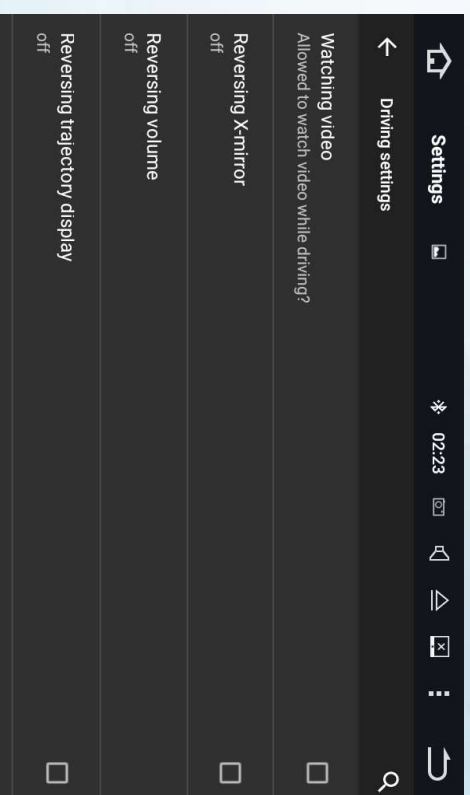 Settings
02:23
Driving settings
Watching video
Allowed to watch video while driving?
Reversing X-mirror
off
Reversing volume
off
Reversing trajectory display
off